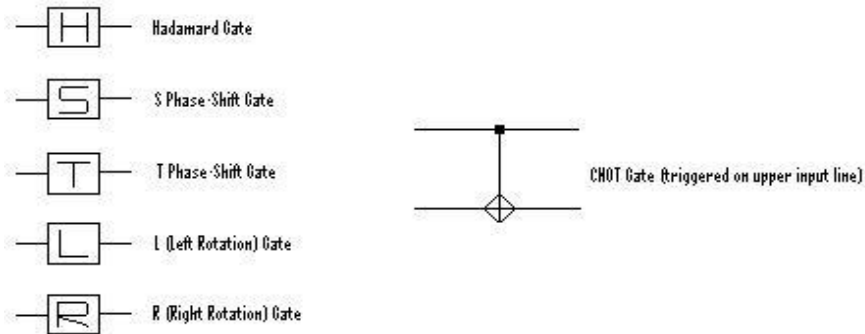 H Hadamard Gate
S S Phase-Shift Gate
T T Phase-Shift Gate
L L (Left Rotation) Gate
R R (Right Rotation) Gate
CNOT Gate (triggered on upper input line)